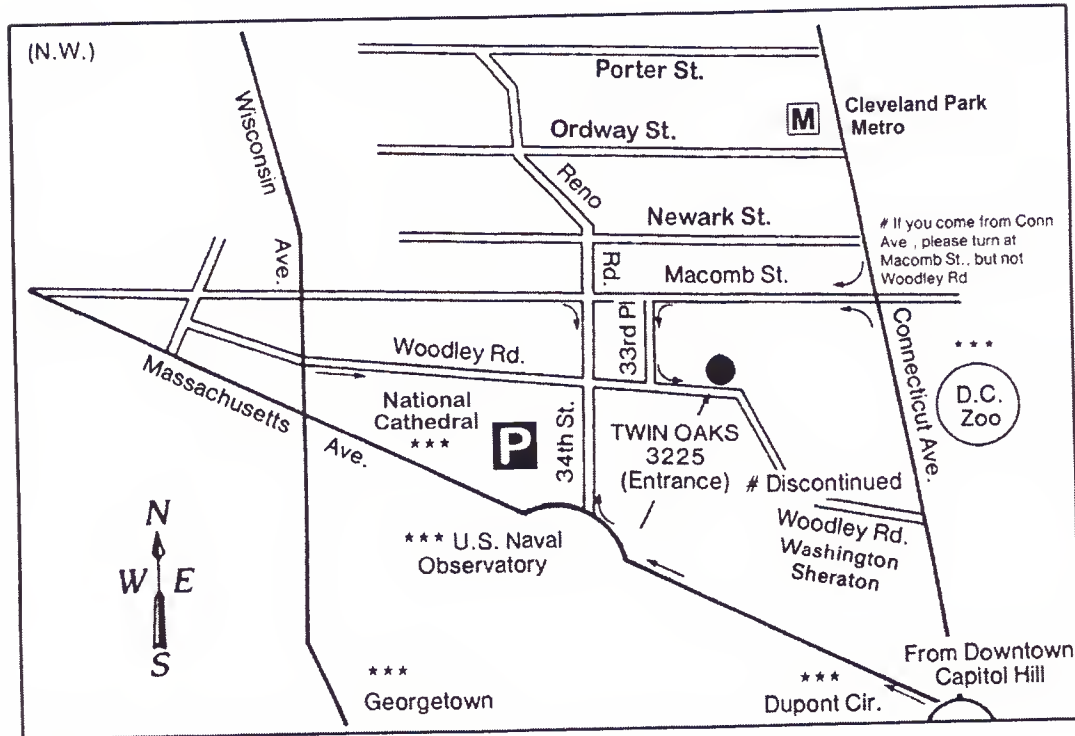 (N.W.)
Porter St.
M
Cleveland Park
Metro
Wisconsin
Ave.
Ordway St.
Reno
Rd.
Newark St.
# If you come from Conn
Ave , please turn at
Macomb St., but not
Woodley Rd
Macomb St.
33rd Pl
Woodley Rd.
Massachusetts
Ave.
National
Cathedral
***
P
34th St.
TWIN OAKS
3225
(Entrance)
# Discontinued
Connecticut Ave.
***
D.C.
Zoo
Woodley Rd.
Washington
Sheraton
*** U.S. Naval
Observatory
N
W E
S
***
Georgetown
***
Dupont Cir.
From Downtown
Capitol Hill